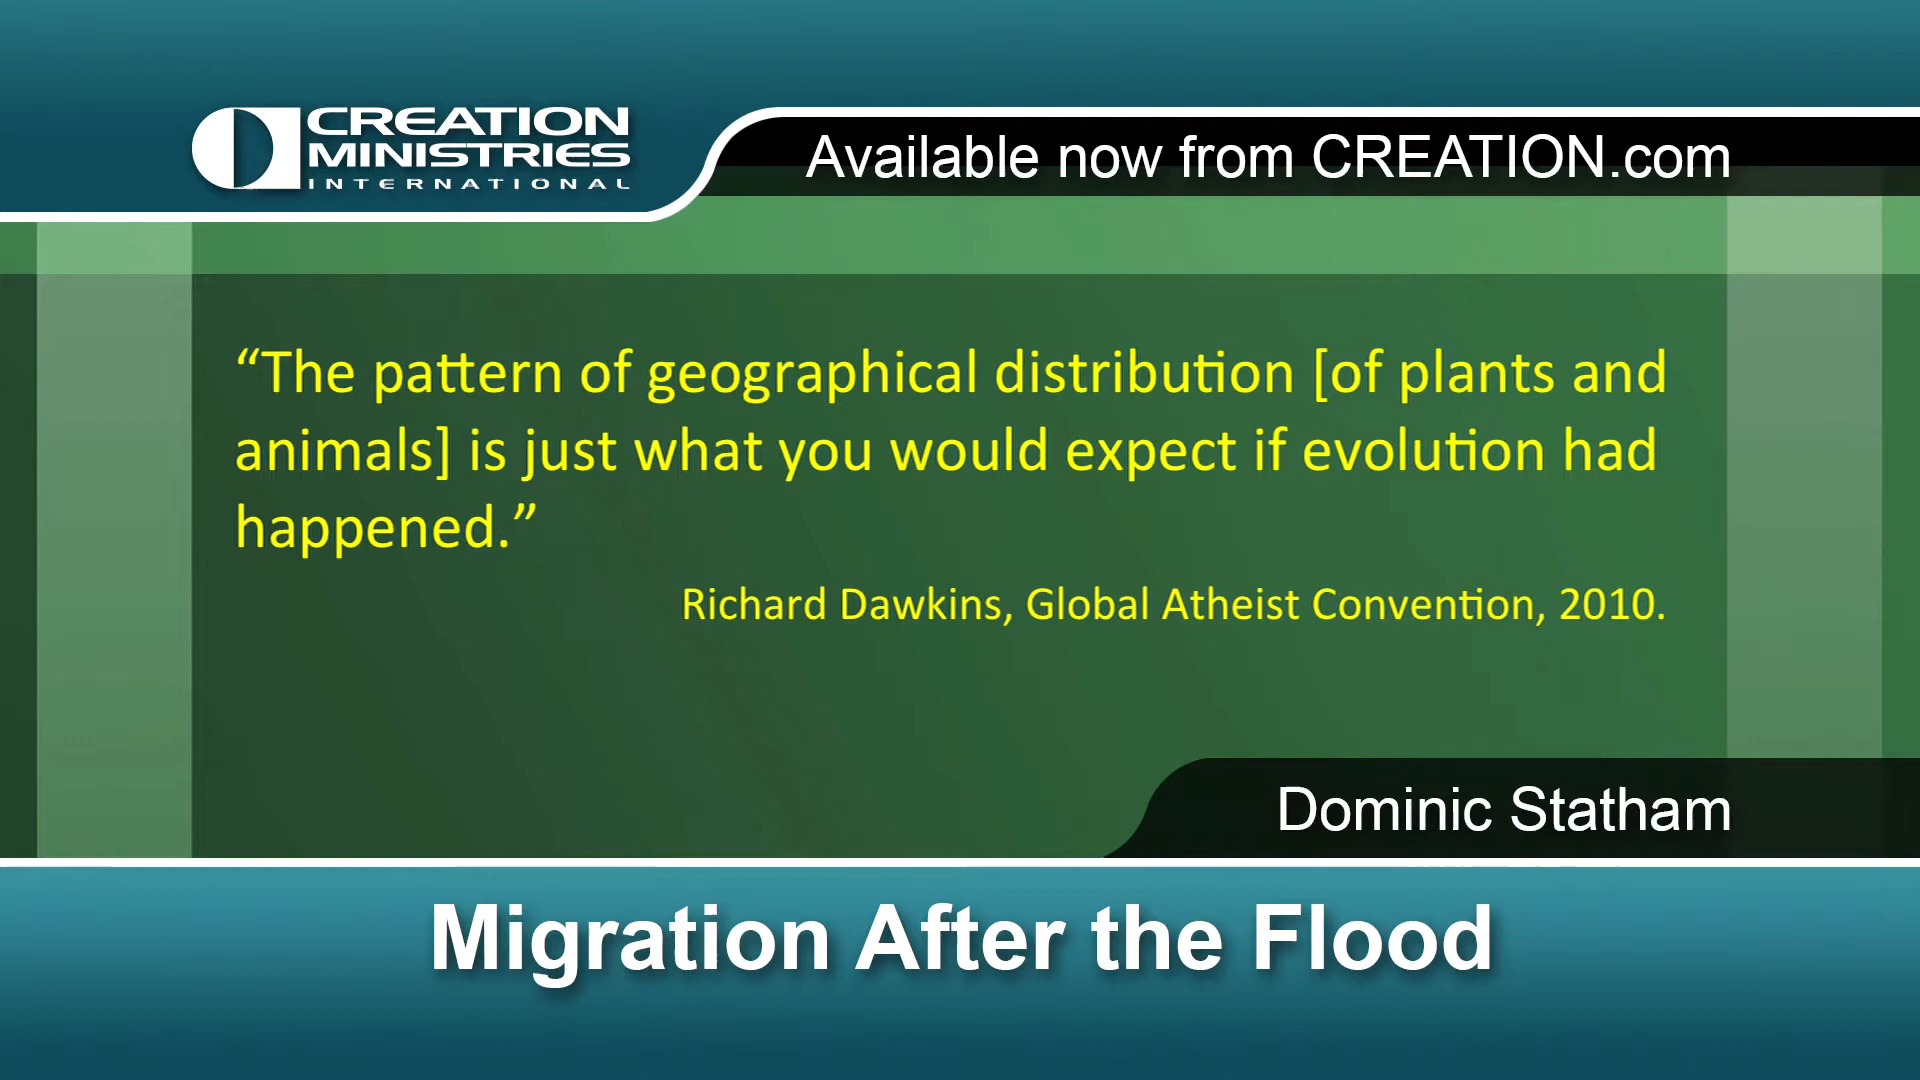 CREATION
MINISTRIES
INTERNATIONAL
Available now from CREATION.com
“The pattern of geographical distribution [of plants and
animals] is just what you would expect if evolution had
happened.”
Richard Dawkins, Global Atheist Convention, 2010.
Dominic Statham
Migration After the Flood